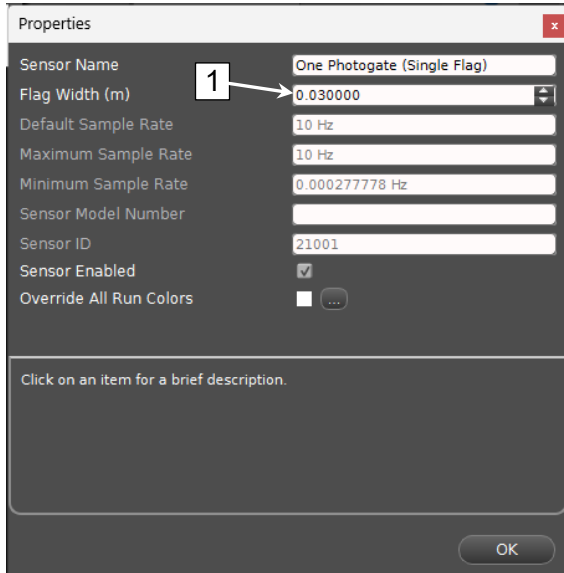 Properties
x
Sensor Name One Photogate (Single Flag)
Flag Width (m) 1 0.030000
Default Sample Rate 10 Hz
Maximum Sample Rate 10 Hz
Minimum Sample Rate 0.000277778 Hz
Sensor Model Number
Sensor ID 21001
Sensor Enabled
Override All Run Colors ...
Click on an item for a brief description.
OK